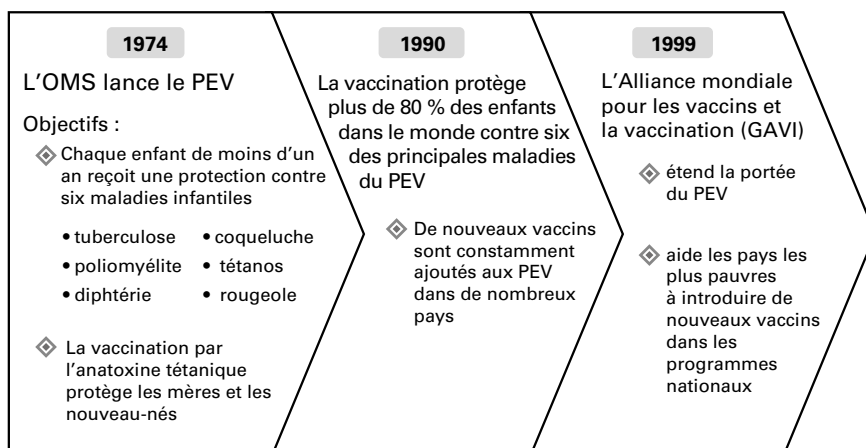 1974
L'OMS lance le PEV
Objectifs :
Chaque enfant de moins d'un
an reçoit une protection contre
six maladies infantiles
• tuberculose • coqueluche
• poliomyélite • tétanos
• diphtérie • rougeole
La vaccination par
l'anatoxine tétanique
protège les mères et les
nouveau-nés
1990
La vaccination protège
plus de 80 % des enfants
dans le monde contre six
des principales maladies
du PEV
De nouveaux vaccins
sont constamment
ajoutés aux PEV
dans de nombreux
pays
1999
L'Alliance mondiale
pour les vaccins et
la vaccination (GAVI)
étend la portée
du PEV
aide les pays les
plus pauvres
à introduire de
nouveaux vaccins
dans les
programmes
nationaux